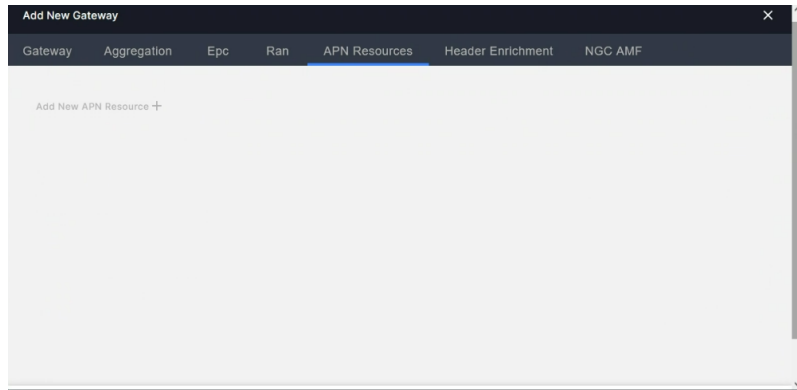 Add New Gateway
Gateway Aggregation Epc Ran APN Resources Header Enrichment NGC AMF
Add New APN Resource +